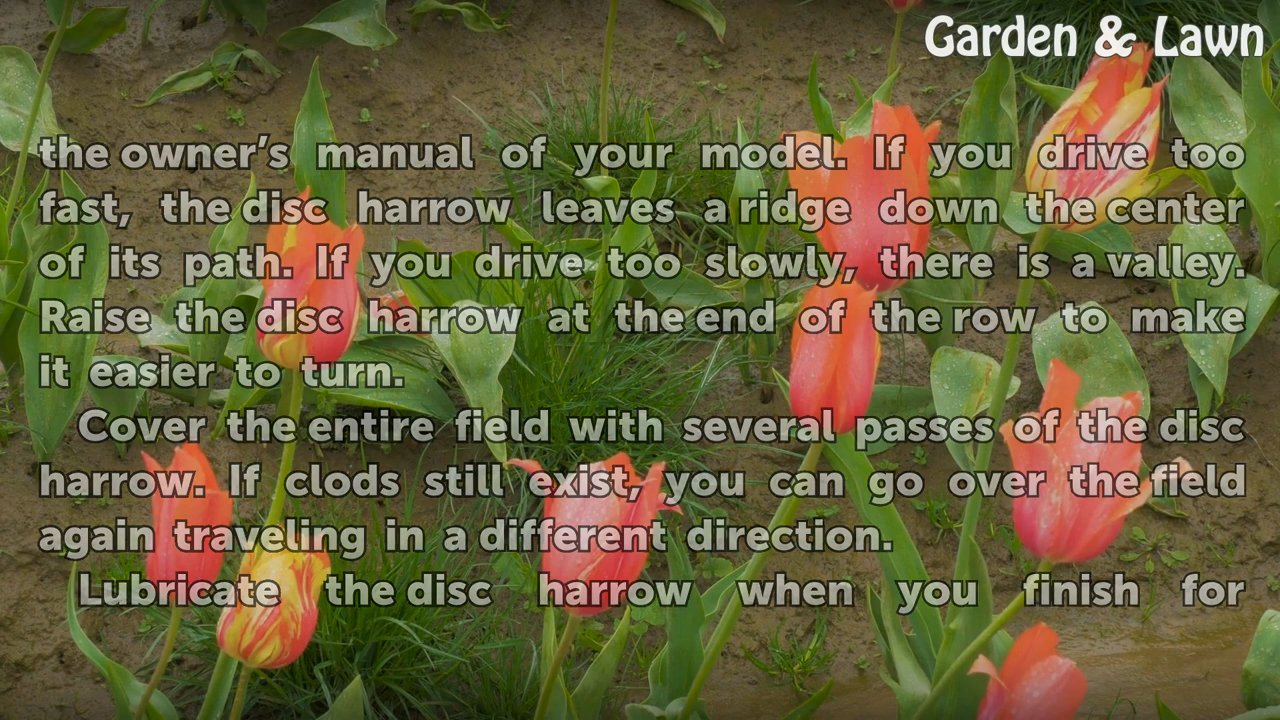 Garden & Lawn
the owner’s manual of your model. If you drive too
fast, the disc harrow leaves a ridge down the center
of its path. If you drive too slowly, there is a valley.
Raise the disc harrow at the end of the row to make
it easier to turn.
Cover the entire field with several passes of the disc
harrow. If clods still exist, you can go over the field
again traveling in a different direction.
Lubricate the disc harrow when you finish for